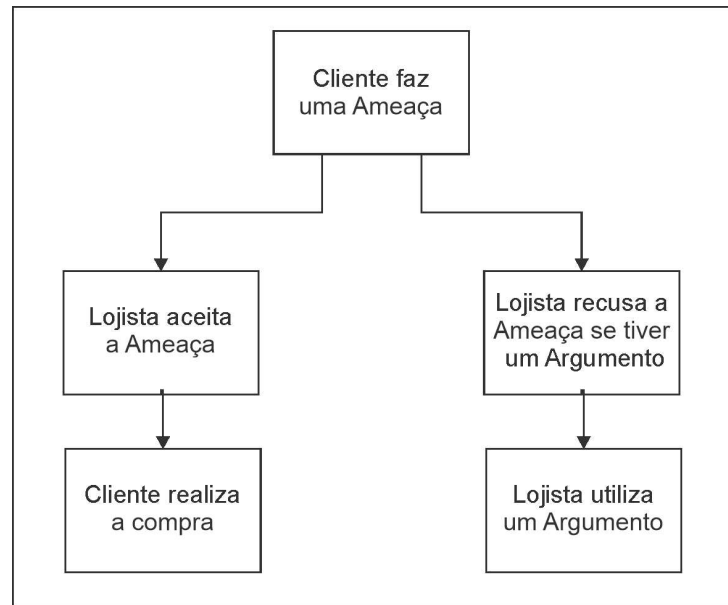 Cliente faz
uma Ameaça
Lojista aceita
a Ameaça
Lojista recusa a
Ameaça se tiver
um Argumento
Cliente realiza
a compra
Lojista utiliza
um Argumento